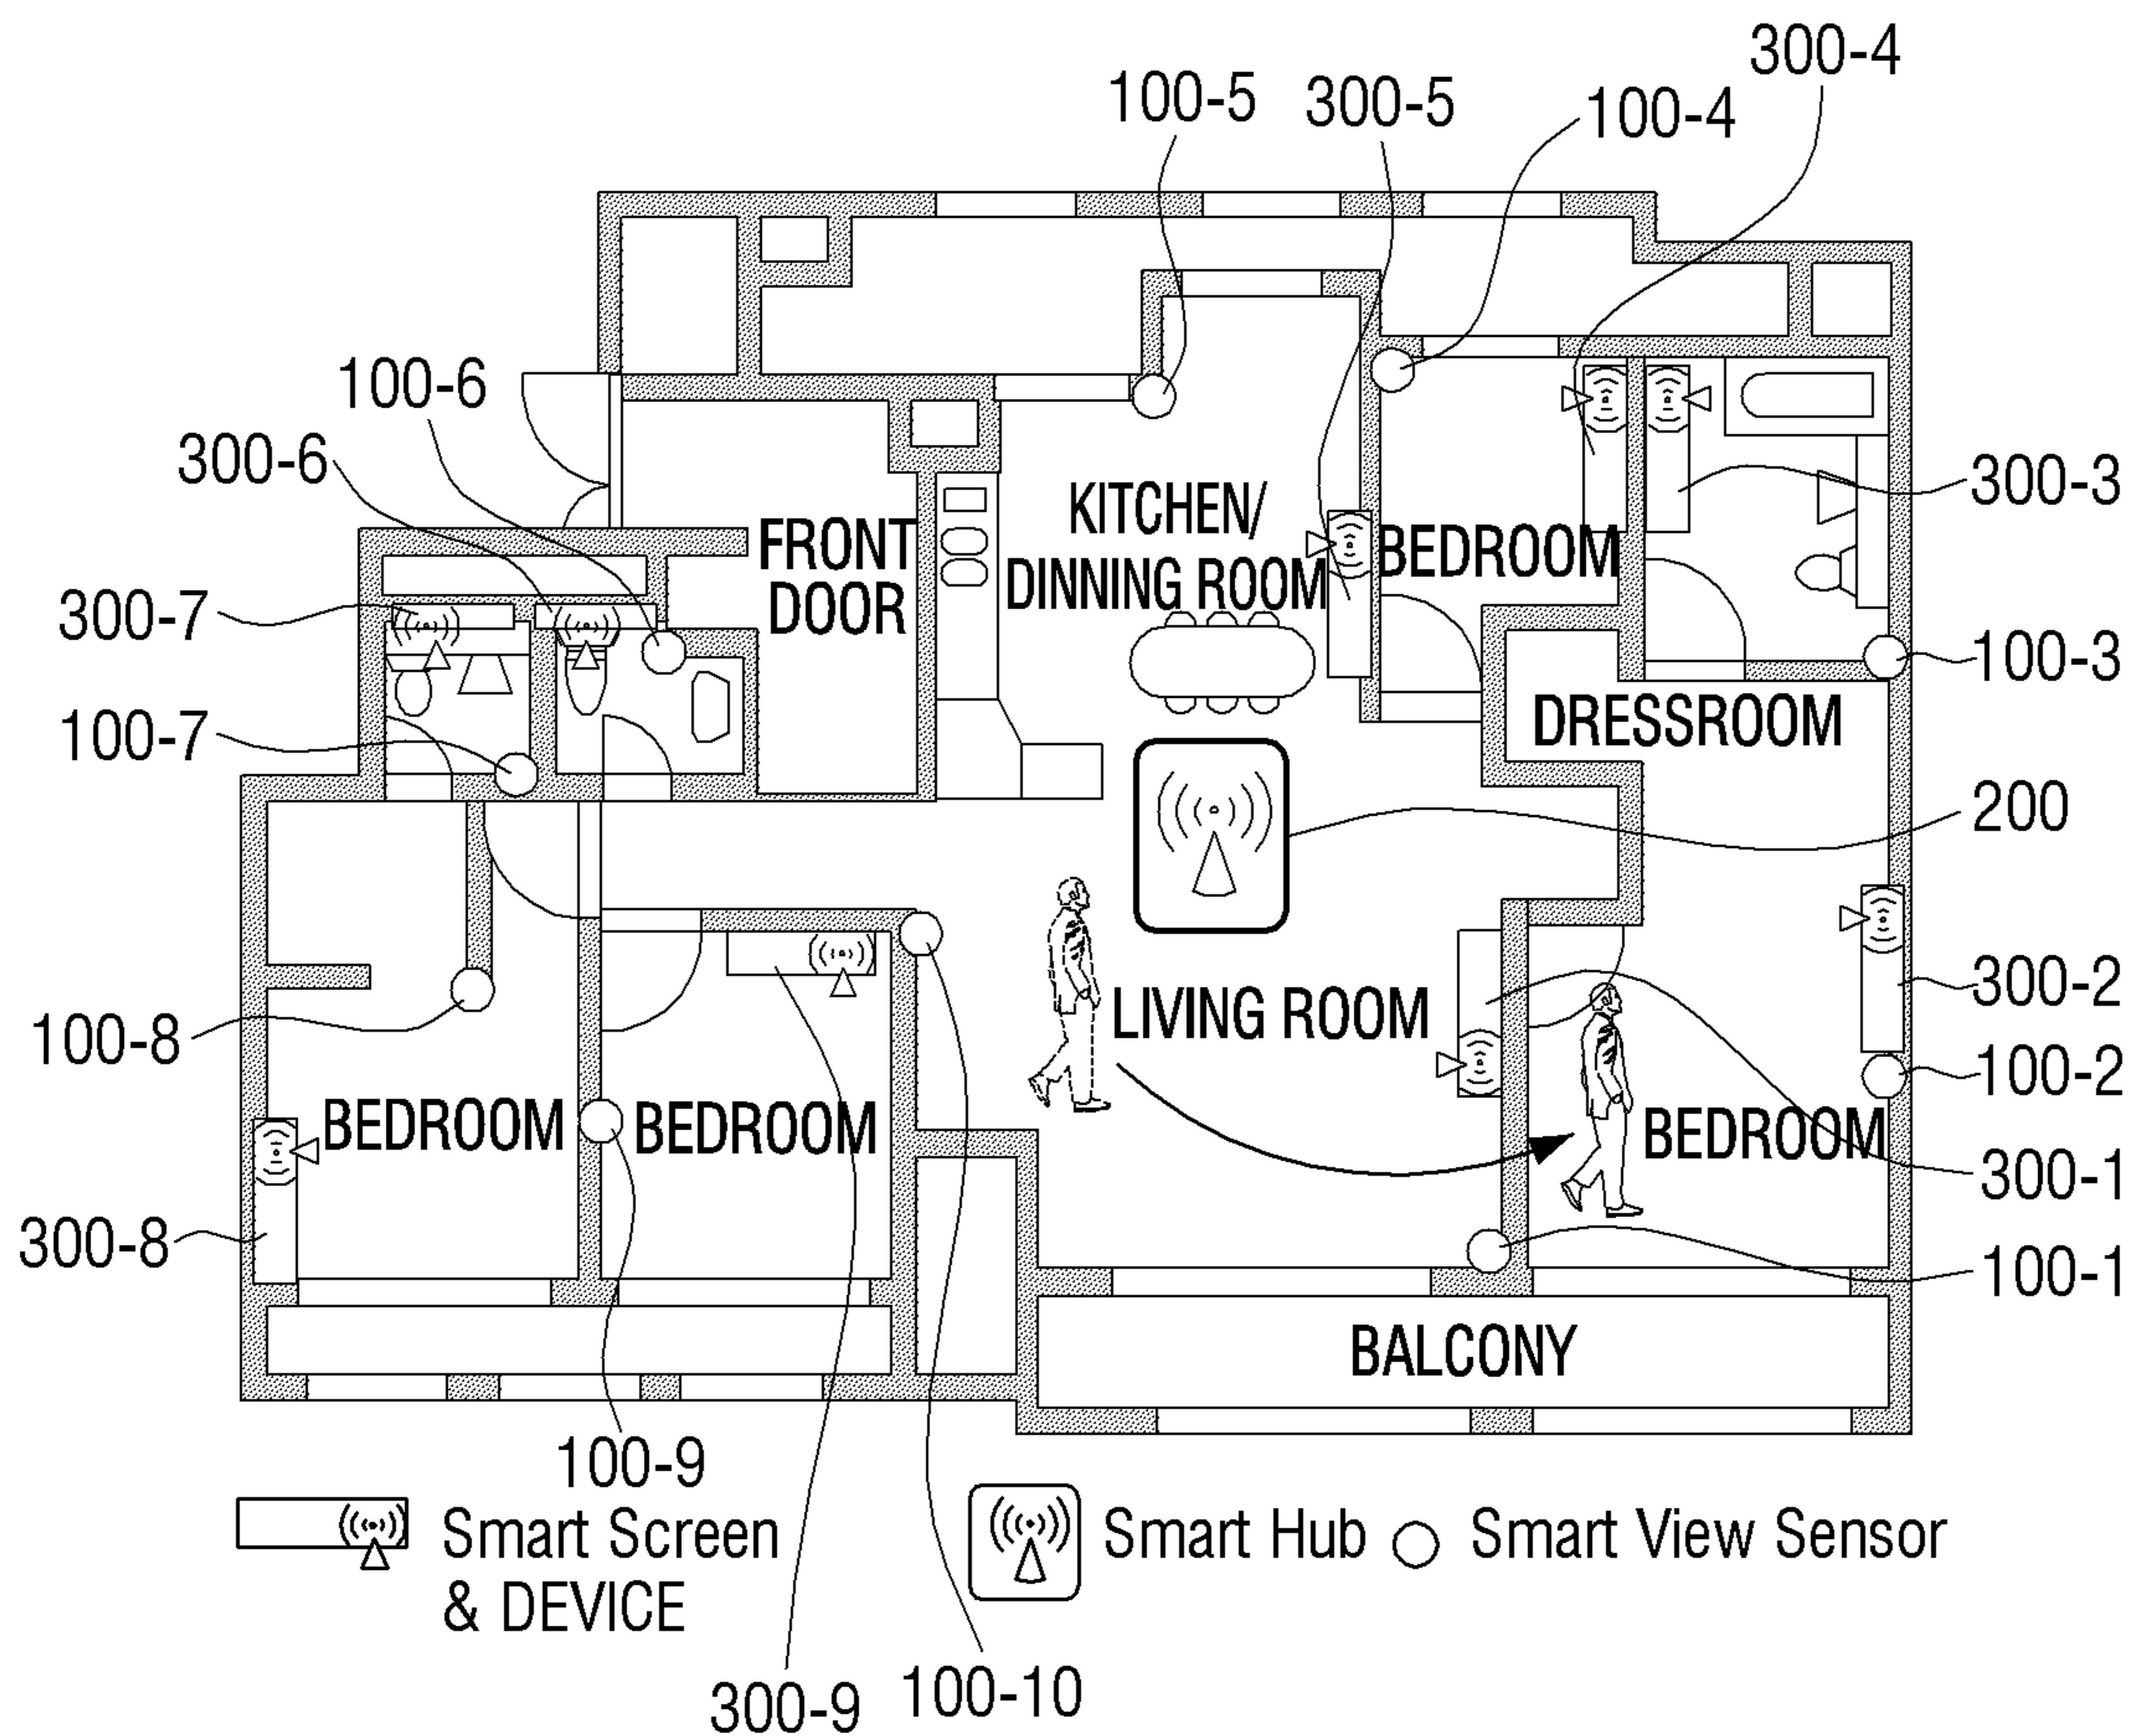 300-4
100-5
300-5
100-4
100-6
300-6
KITCHEN/
DINNING ROOM
300-3
FRONT
DOOR
BEDROOM
300-7
100-3
100-7
DRESSROOM
200
300-2
LIVING ROOM
100-8
100-2
BEDROOM
BEDROOM
BEDROOM
300-1
300-8
100-1
BALCONY
100-9
Smart Screen
& DEVICE
Smart Hub
Smart View Sensor
300-9
100-10